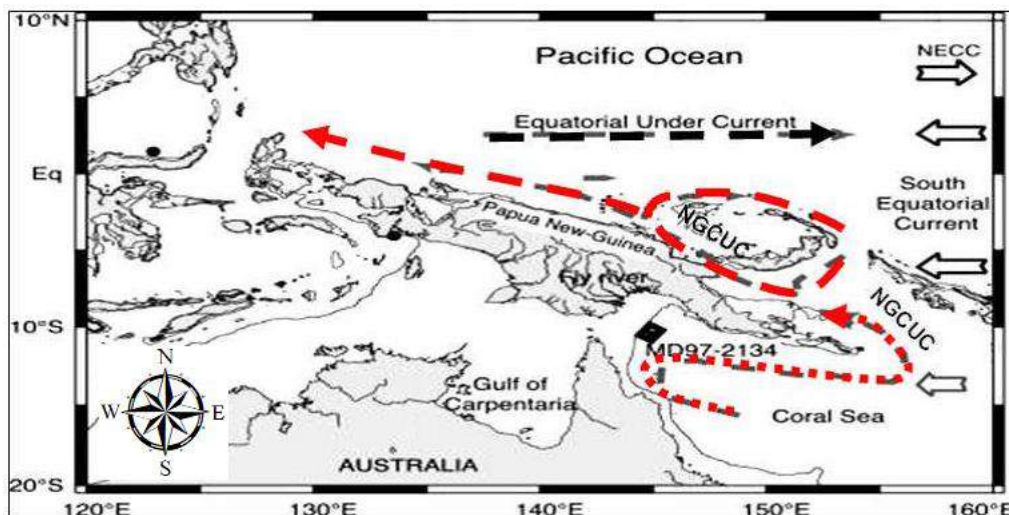 10°N
Pacific Ocean
NECC
Equatorial Under Current
Eq
South
Equatorial
Current
NGCUC
Papua New-Guinea
Fly river
NGCUC
10°S
MD97-2134
N
W E
S
Gulf of
Carpentaria
Coral Sea
AUSTRALIA
20°S
120°E 130°E 140°E 150°E 160°E